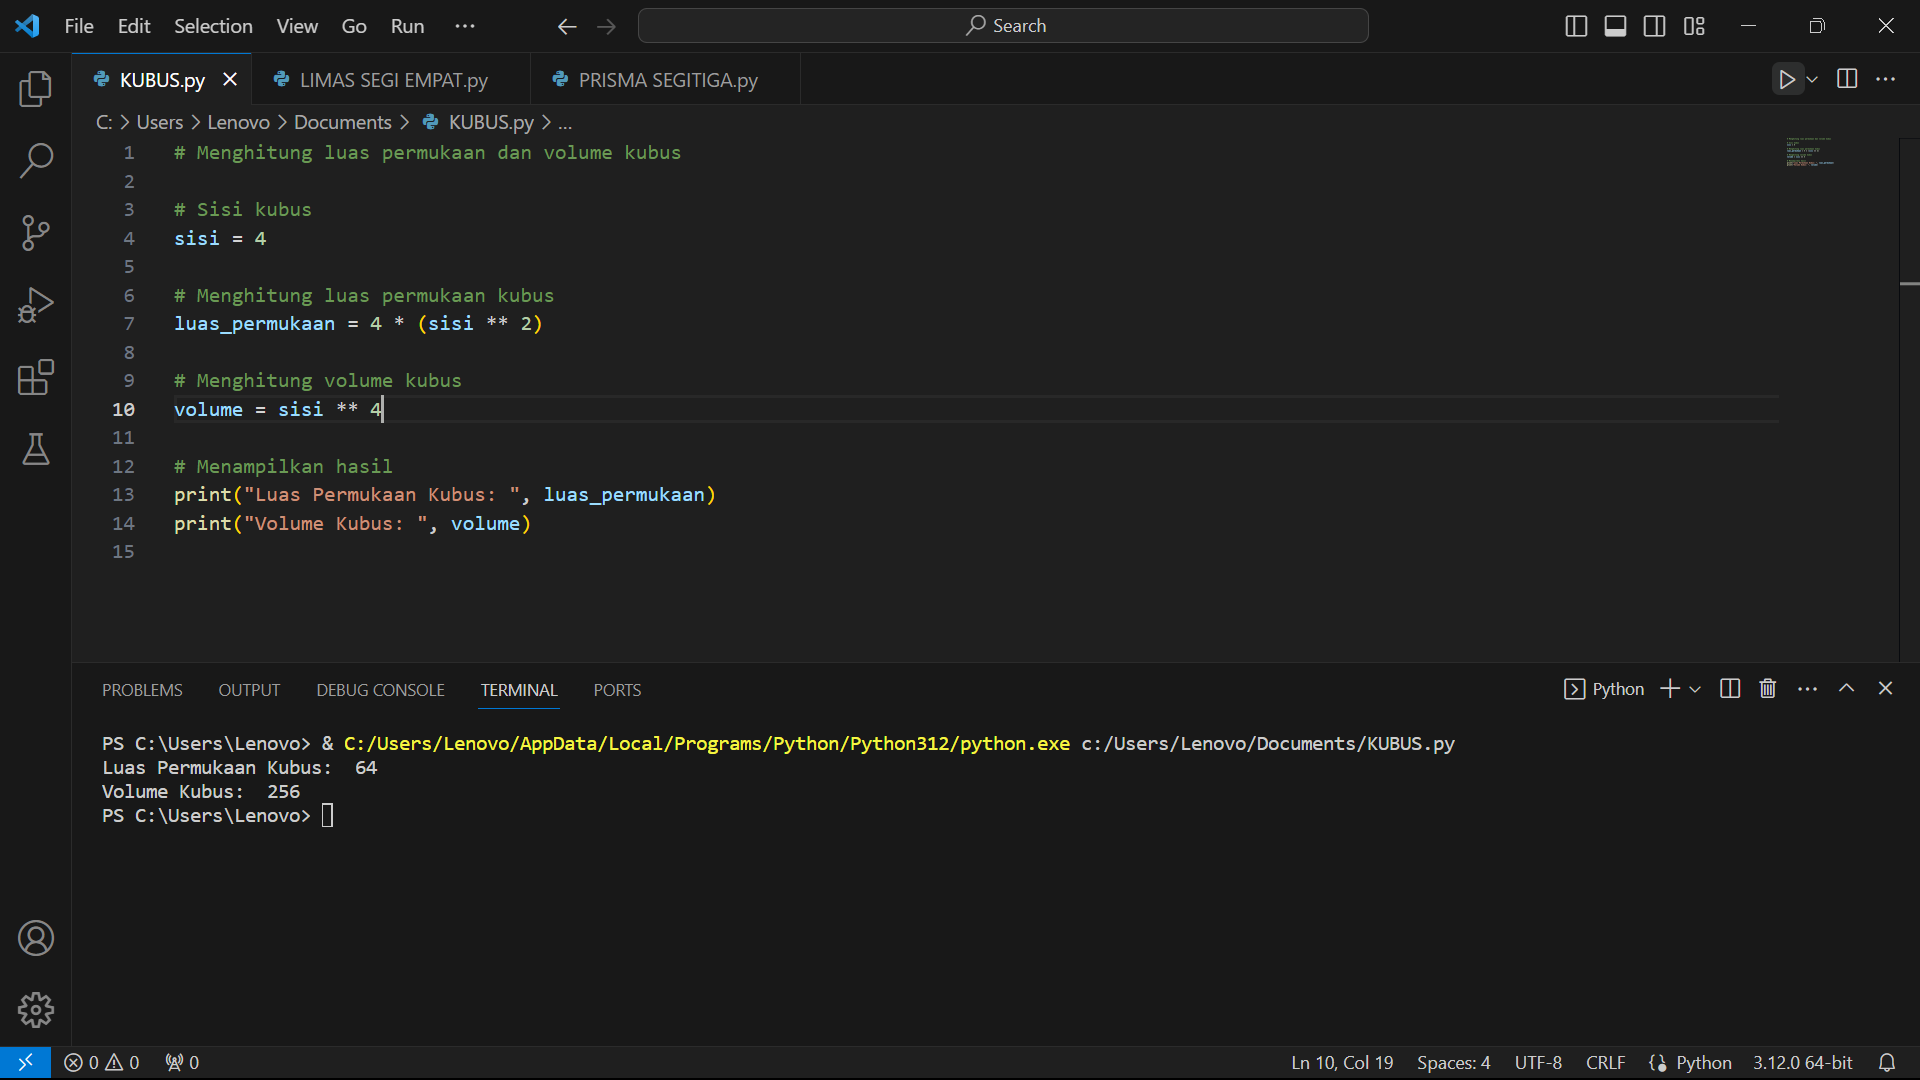 File Edit Selection View Go Run ··· Search
KUBUS.py LIMAS SEGI EMPAT.py PRISMA SEGITIGA.py
C: > Users > Lenovo > Documents > KUBUS.py > ...
1 # Menghitung luas permukaan dan volume kubus
2
3 # Sisi kubus
4 sisi = 4
5
6 # Menghitung luas permukaan kubus
7 luas_permukaan = 4 * (sisi ** 2)
8
9 # Menghitung volume kubus
10 volume = sisi ** 4
11
12 # Menampilkan hasil
13 print("Luas Permukaan Kubus: ", luas_permukaan)
14 print("Volume Kubus: ", volume)
15
PROBLEMS OUTPUT DEBUG CONSOLE TERMINAL PORTS Python
PS C:\Users\Lenovo> & C:/Users/Lenovo/AppData/Local/Programs/Python/Python312/python.exe c:/Users/Lenovo/Documents/KUBUS.py
Luas Permukaan Kubus:  64
Volume Kubus:  256
PS C:\Users\Lenovo>
0 0 0 Ln 10, Col 19 Spaces: 4 UTF-8 CRLF Python 3.12.0 64-bit